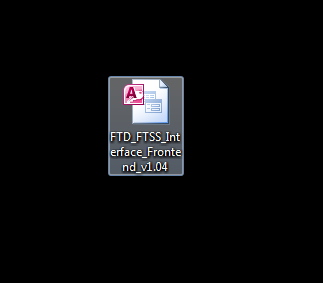 A
FTD_FTSS_Int
erface_Fronte
nd_v1.04